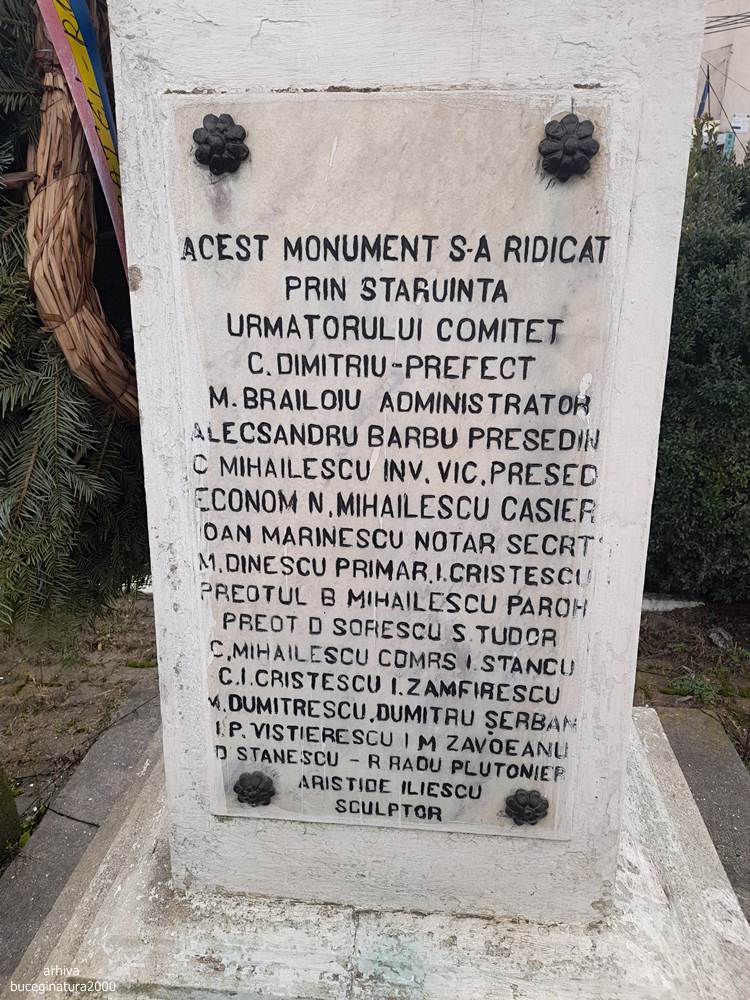 ACEST MONUMENT S-A RIDICAT
PRIN STARUINTA
URMATORULUI COMITET
C. DIMITRIU-PREFECT
M. BRAILOIU ADMINISTRATOR
ALECSANDRU BARBU PRESEDIN
C MIHAILESCU INV. VIC. PRESED
ECONOM N. MIHAILESCU CASIER
IOAN MARINESCU NOTAR SECRT
M. DINESCU PRIMAR. I. CRISTESCU
PREOTUL B MIHAILESCU PAROH
PREOT D SORESCU S. TUDOR
C, MIHAILESCU COMRS I. STANCU
C. I. CRISTESCU I. ZAMFIRESCU
M. DUMITRESCU, DUMITRU ȘERBAN
I. P. VISTIERESCU I M ZAVOEANU
D STANESCU - R RADU PLUTONIER
ARISTIDE ILIESCU
SCULPTOR
arhiva
buceginatura2000